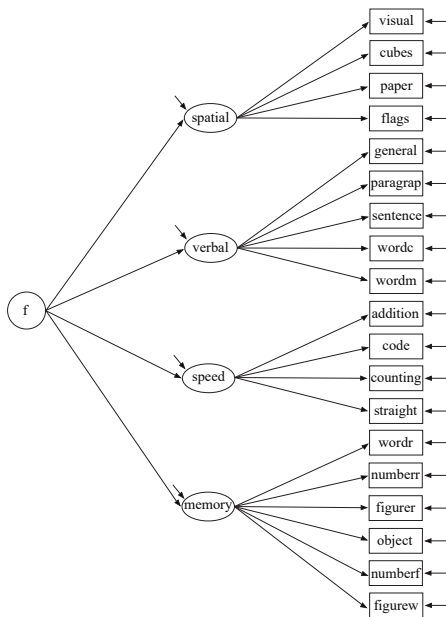 visual
cubes
paper
flags
general
paragrap
sentence
wordc
wordm
addition
code
counting
straight
wordr
numberr
figurer
object
numberf
figurew
spatial
verbal
speed
memory
f